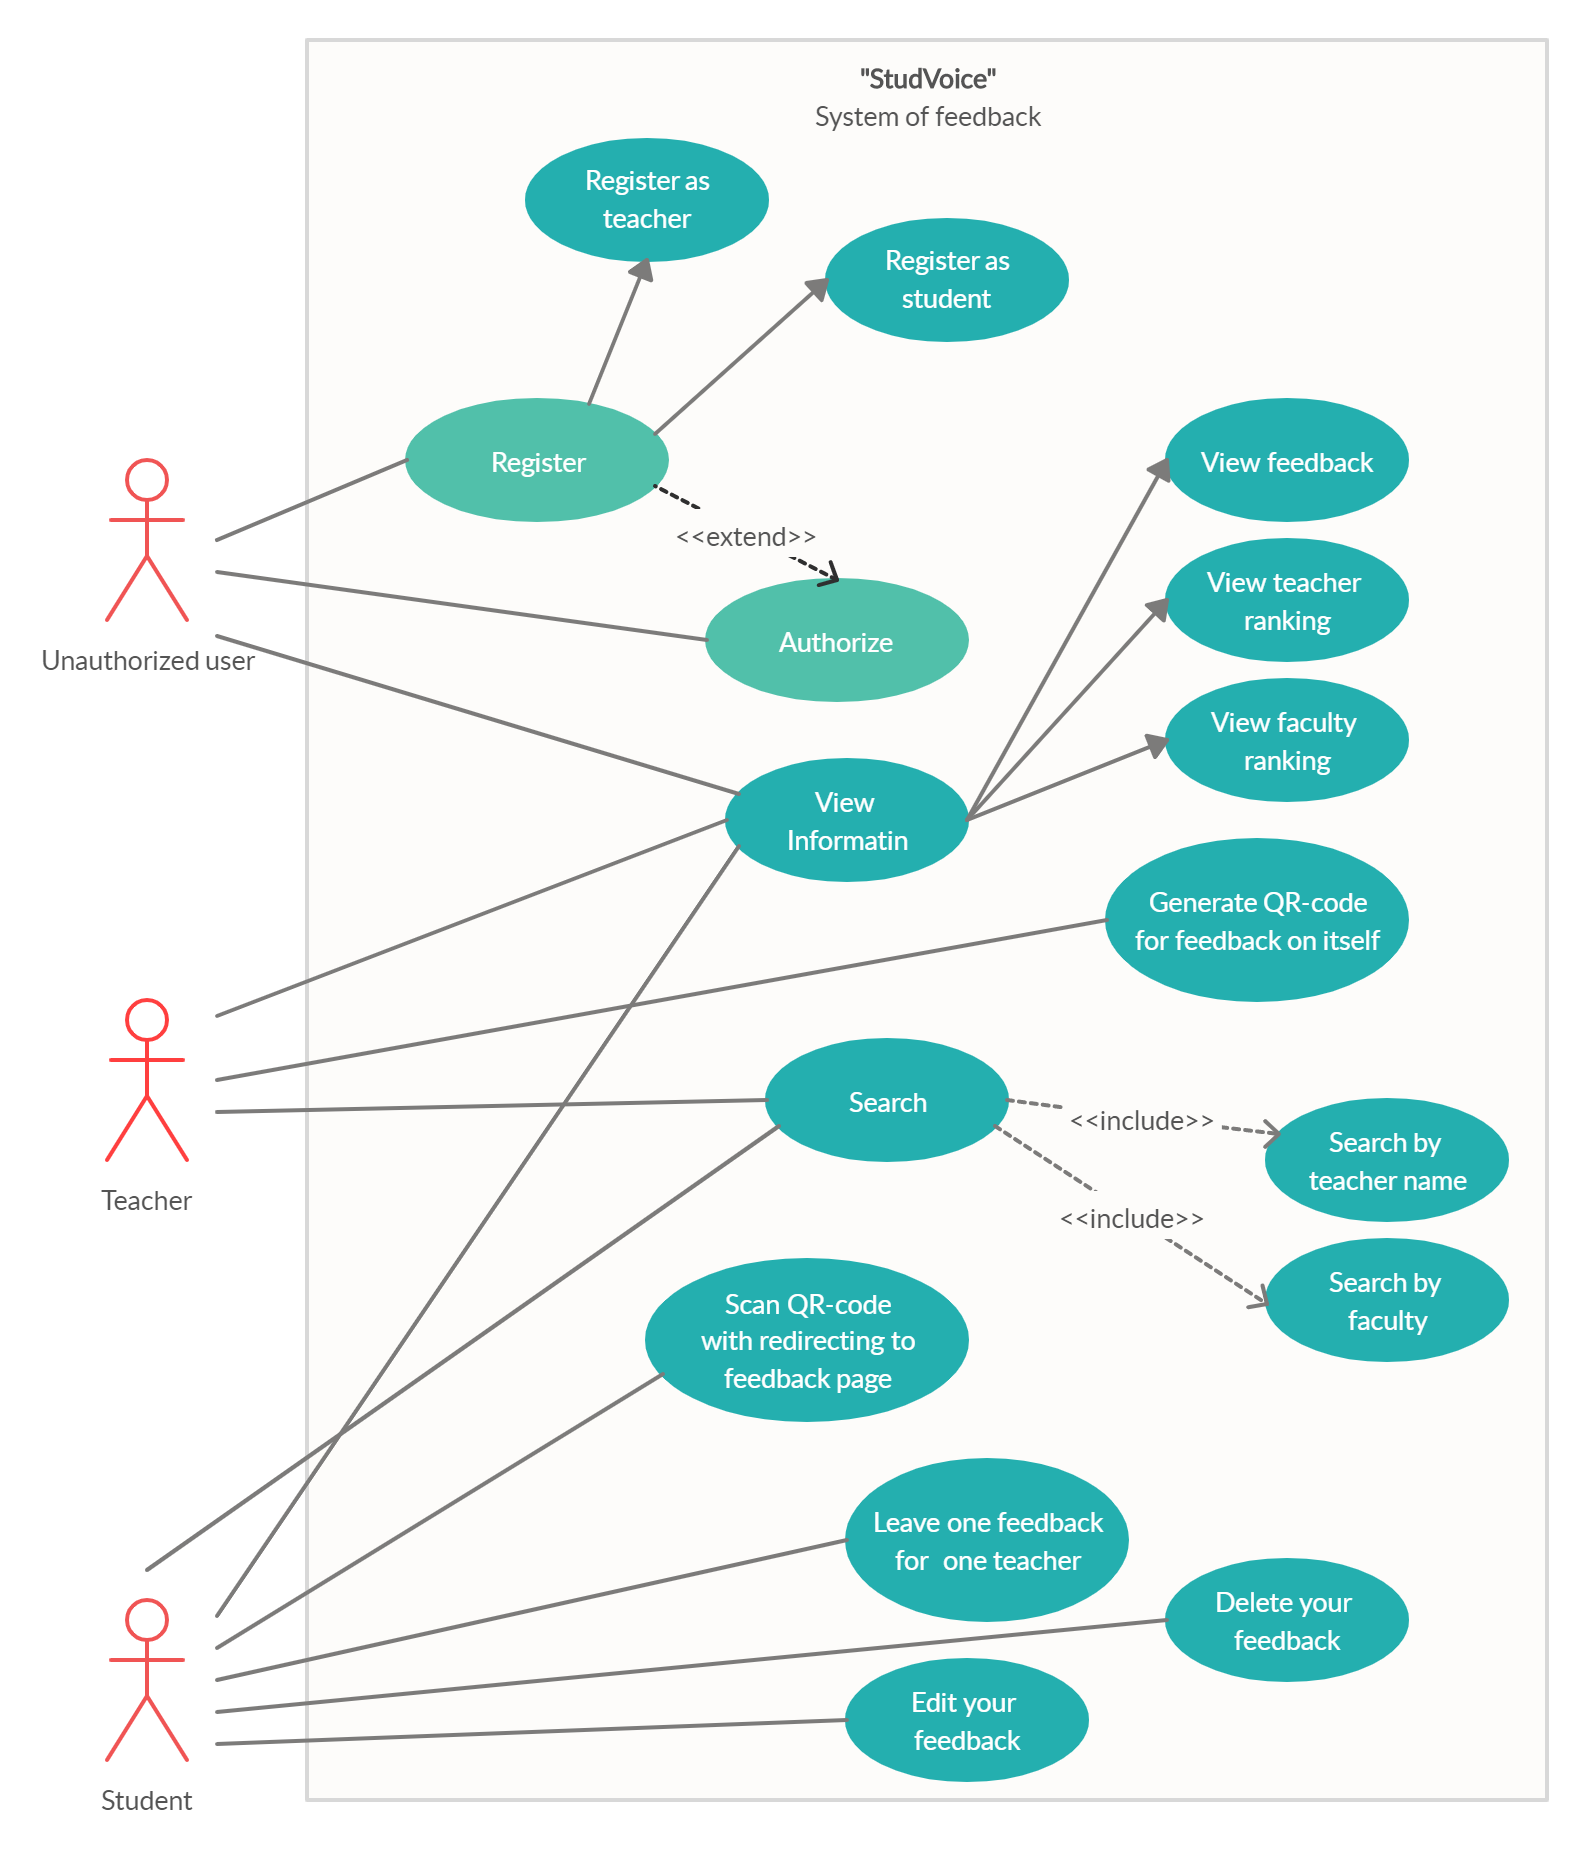 "StudVoice"
System of feedback
Register as
teacher
Register as
student
Register
View feedback
<<extend>>
View teacher
ranking
Authorize
Unauthorized user
View faculty
ranking
View
Informatin
Generate QR-code
for feedback on itself
Search
<<include>>
Search by
teacher name
Teacher
<<include>>
Search by
faculty
Scan QR-code
with redirecting to
feedback page
Leave one feedback
for one teacher
Delete your
feedback
Edit your
feedback
Student